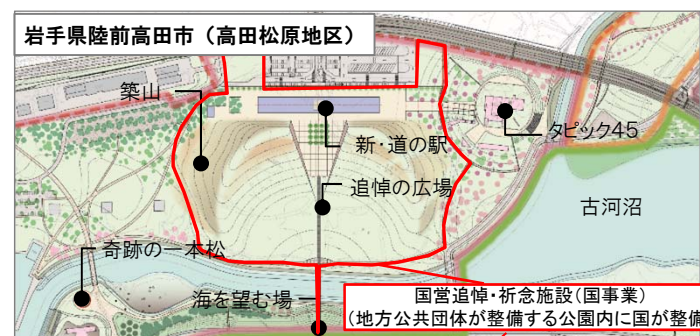 岩手県陸前高田市（高田松原地区）
築山
新・道の駅
タピック45
追悼の広場
古河沼
奇跡の一本松
海を望む場
国営追悼・祈念施設（国事業）
（地方公共団体が整備する公園内に国が整備